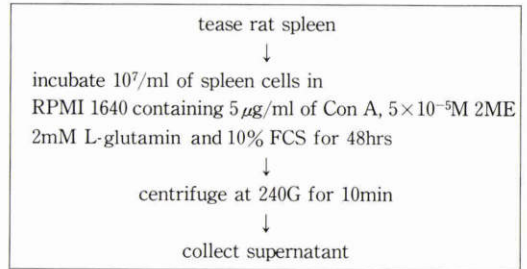 tease rat spleen
↓
incubate 10⁷/ml of spleen cells in
RPMI 1640 containing 5 μg/ml of Con A, 5×10⁻⁵M 2ME
2mM L-glutamin and 10% FCS for 48hrs
↓
centrifuge at 240G for 10min
↓
collect supernatant